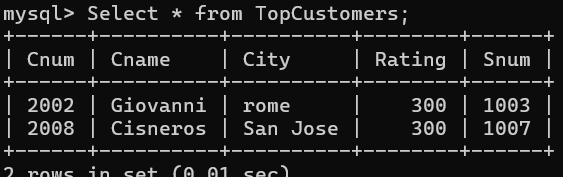 mysql> Select * from TopCustomers;
+------+----------+----------+--------+------+
| Cnum | Cname    | City     | Rating | Snum |
+------+----------+----------+--------+------+
| 2002 | Giovanni | rome     |    300 | 1003 |
| 2008 | Cisneros | San Jose |    300 | 1007 |
+------+----------+----------+--------+------+
2 rows in set (0.01 sec)